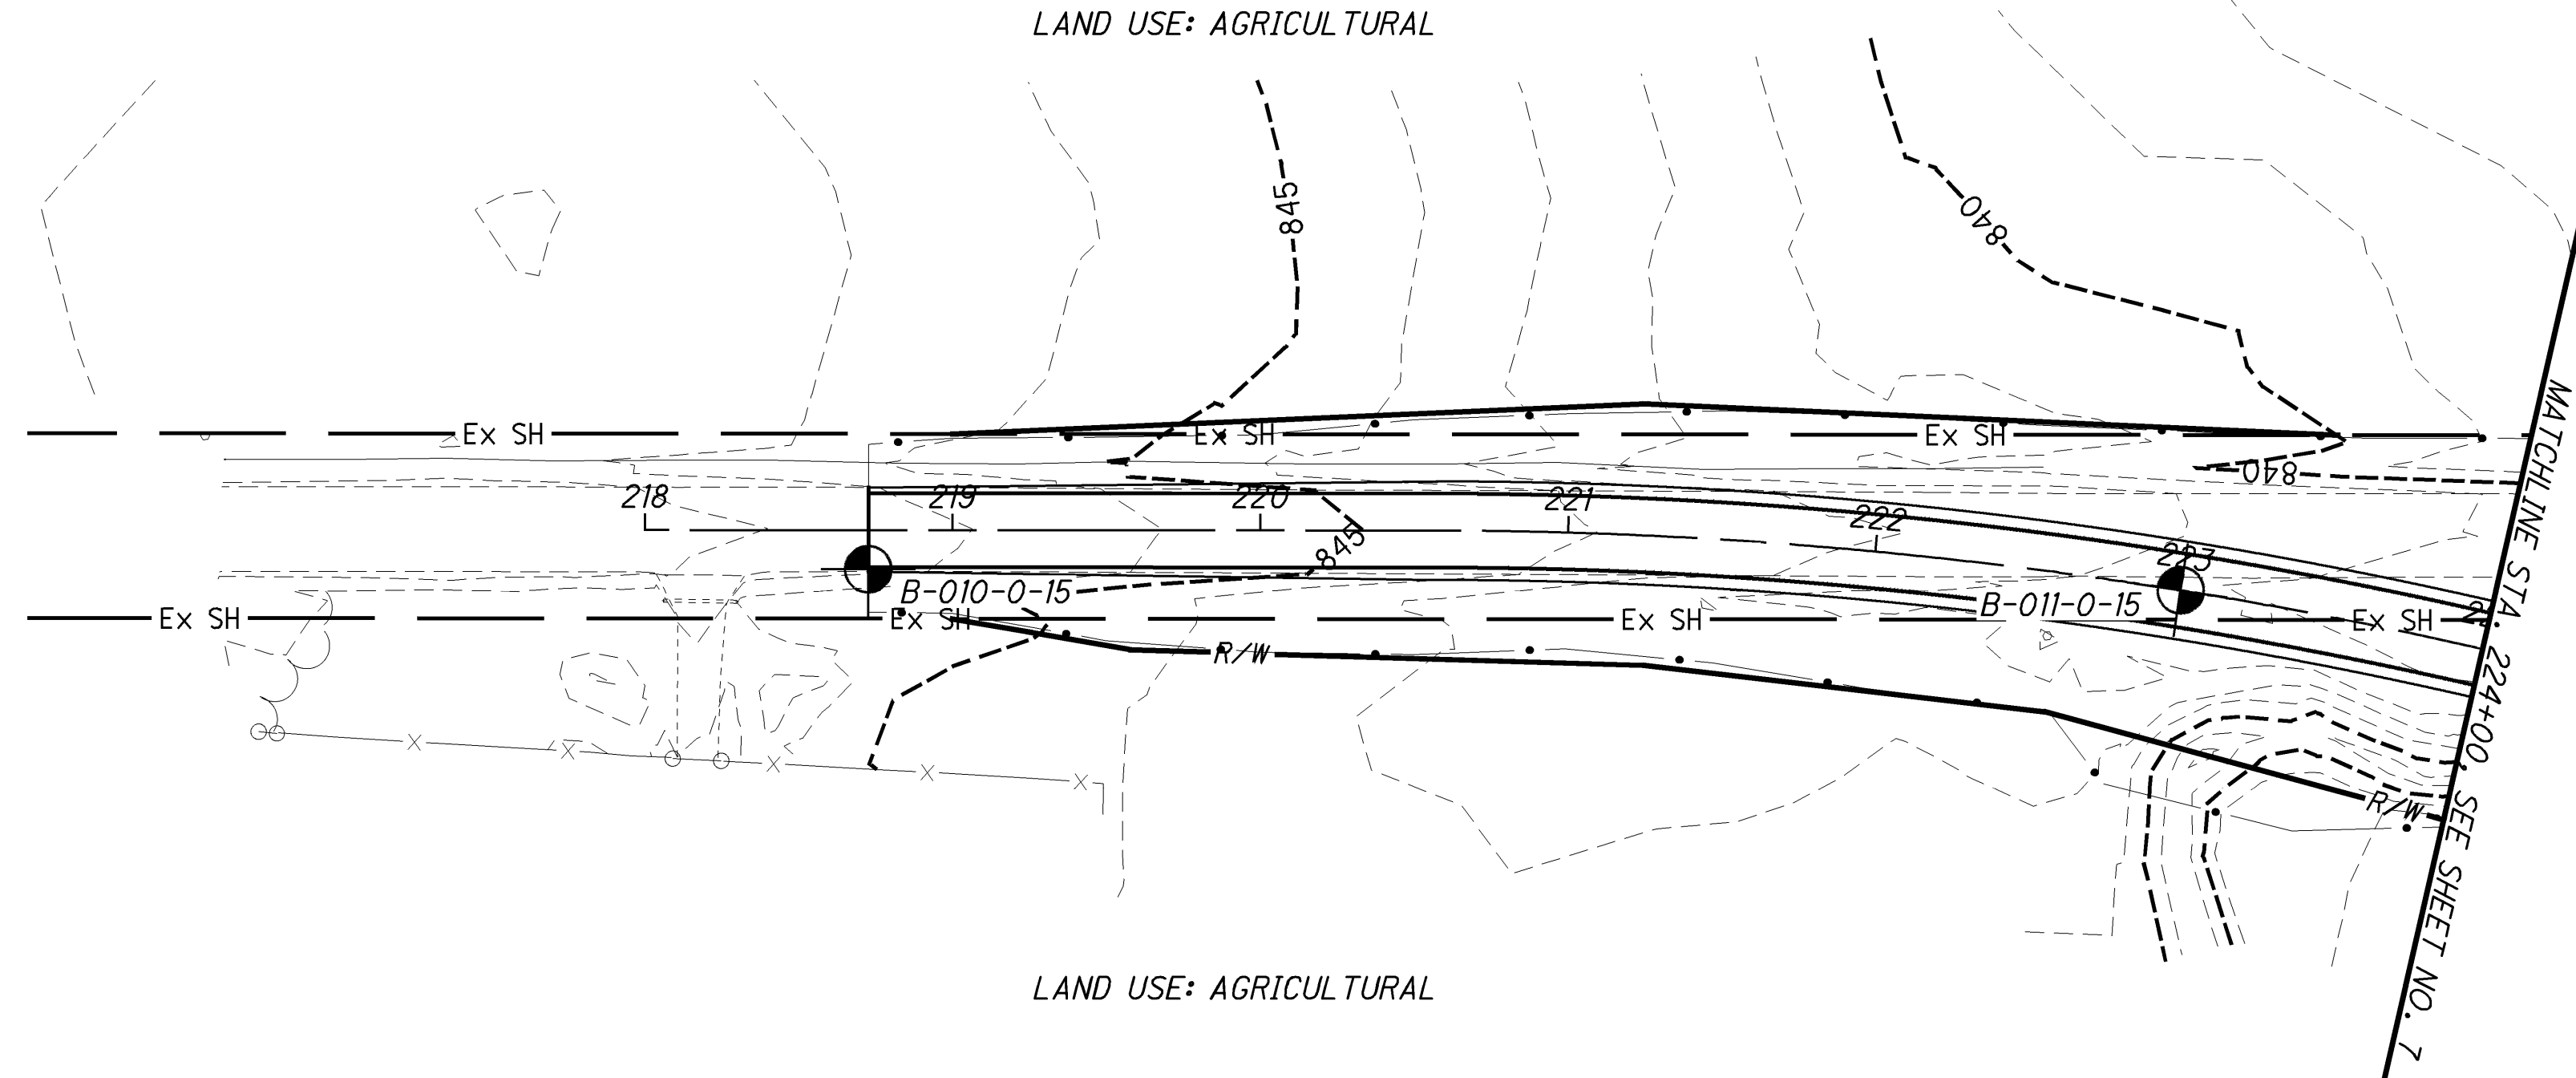 LAND USE: AGRICULTURAL
845
840
Ex SH
Ex SH
Ex SH
840
218
219
220
221
222
223
845
B-010-0-15
B-011-0-15
Ex SH
Ex SH
Ex SH
Ex SH
R/W
R/W
MATCHLINE STA. 224+00, SEE SHEET NO. 7
LAND USE: AGRICULTURAL